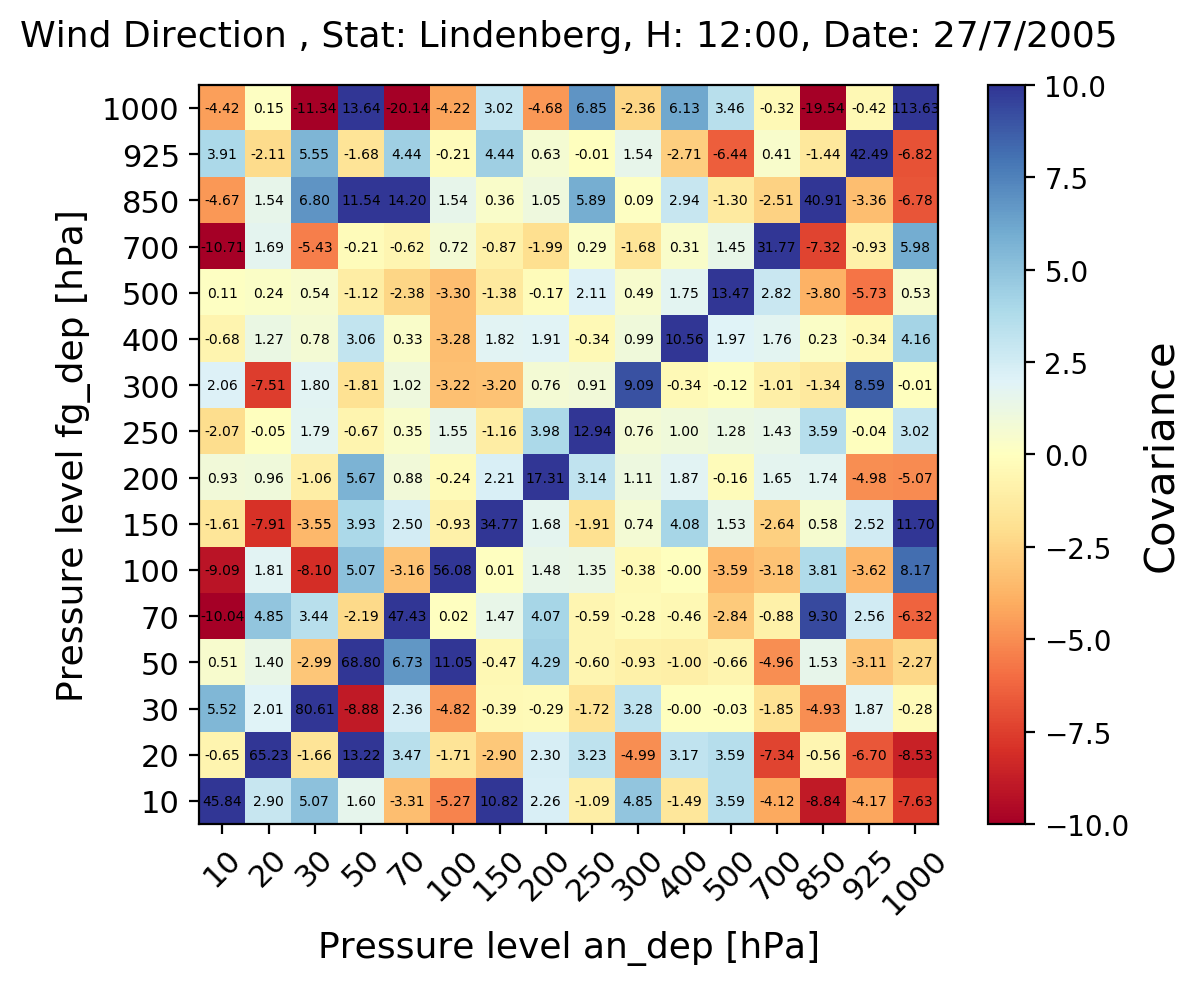 Wind Direction , Stat: Lindenberg, H: 12:00, Date: 27/7/2005
1000 -4.42 0.15 -11.34 13.64 -20.14 -4.22 3.02 -4.68 6.85 -2.36 6.13 3.46 -0.32 -19.54 -0.42 113.63
925 3.91 -2.11 5.55 -1.68 4.44 -0.21 4.44 0.63 -0.01 1.54 -2.71 -6.44 0.41 -1.44 42.49 -6.82
850 -4.67 1.54 6.80 11.54 14.20 1.54 0.36 1.05 5.89 0.09 2.94 -1.30 -2.51 40.91 -3.36 -6.78
700 -10.71 1.69 -5.43 -0.21 -0.62 0.72 -0.87 -1.99 0.29 -1.68 0.31 1.45 31.77 -7.32 -0.93 5.98
500 0.11 0.24 0.54 -1.12 -2.38 -3.30 -1.38 -0.17 2.11 0.49 1.75 13.47 2.82 -3.80 -5.73 0.53
400 -0.68 1.27 0.78 3.06 0.33 -3.28 1.82 1.91 -0.34 0.99 10.56 1.97 1.76 0.23 -0.34 4.16
300 2.06 -7.51 1.80 -1.81 1.02 -3.22 -3.20 0.76 0.91 9.09 -0.34 -0.12 -1.01 -1.34 8.59 -0.01
250 -2.07 -0.05 1.79 -0.67 0.35 1.55 -1.16 3.98 12.94 0.76 1.00 1.28 1.43 3.59 -0.04 3.02
200 0.93 0.96 -1.06 5.67 0.88 -0.24 2.21 17.31 3.14 1.11 1.87 -0.16 1.65 1.74 -4.98 -5.07
150 -1.61 -7.91 -3.55 3.93 2.50 -0.93 34.77 1.68 -1.91 0.74 4.08 1.53 -2.64 0.58 2.52 11.70
100 -9.09 1.81 -8.10 5.07 -3.16 56.08 0.01 1.48 1.35 -0.38 -0.00 -3.59 -3.18 3.81 -3.62 8.17
70 -10.04 4.85 3.44 -2.19 47.43 0.02 1.47 4.07 -0.59 -0.28 -0.46 -2.84 -0.88 9.30 2.56 -6.32
50 0.51 1.40 -2.99 68.80 6.73 11.05 -0.47 4.29 -0.60 -0.93 -1.00 -0.66 -4.96 1.53 -3.11 -2.27
30 5.52 2.01 80.61 -8.88 2.36 -4.82 -0.39 -0.29 -1.72 3.28 -0.00 -0.03 -1.85 -4.93 1.87 -0.28
20 -0.65 65.23 -1.66 13.22 3.47 -1.71 -2.90 2.30 3.23 -4.99 3.17 3.59 -7.34 -0.56 -6.70 -8.53
10 45.84 2.90 5.07 1.60 -3.31 -5.27 10.82 2.26 -1.09 4.85 -1.49 3.59 -4.12 -8.84 -4.17 -7.63
10 20 30 50 70 100 150 200 250 300 400 500 700 850 925 1000
Pressure level an_dep [hPa]
Pressure level fg_dep [hPa]
10.0
7.5
5.0
2.5
0.0
−2.5
−5.0
−7.5
−10.0
Covariance